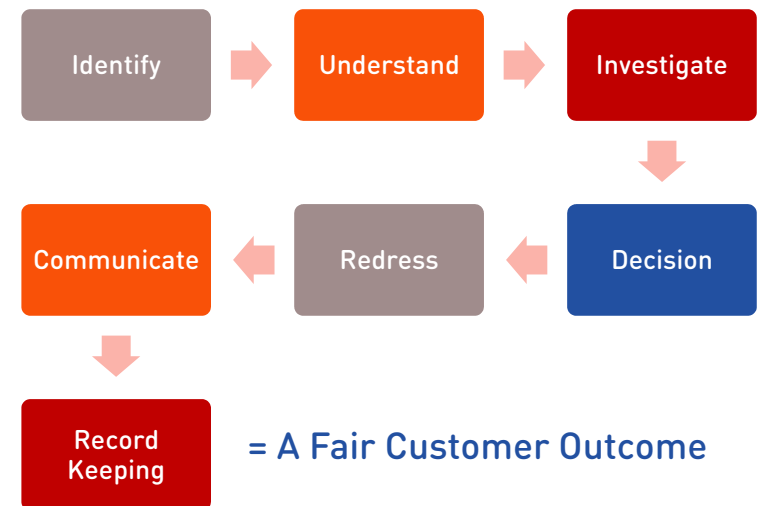 Identify
Understand
Investigate
Decision
Redress
Communicate
Record
Keeping
= A Fair Customer Outcome